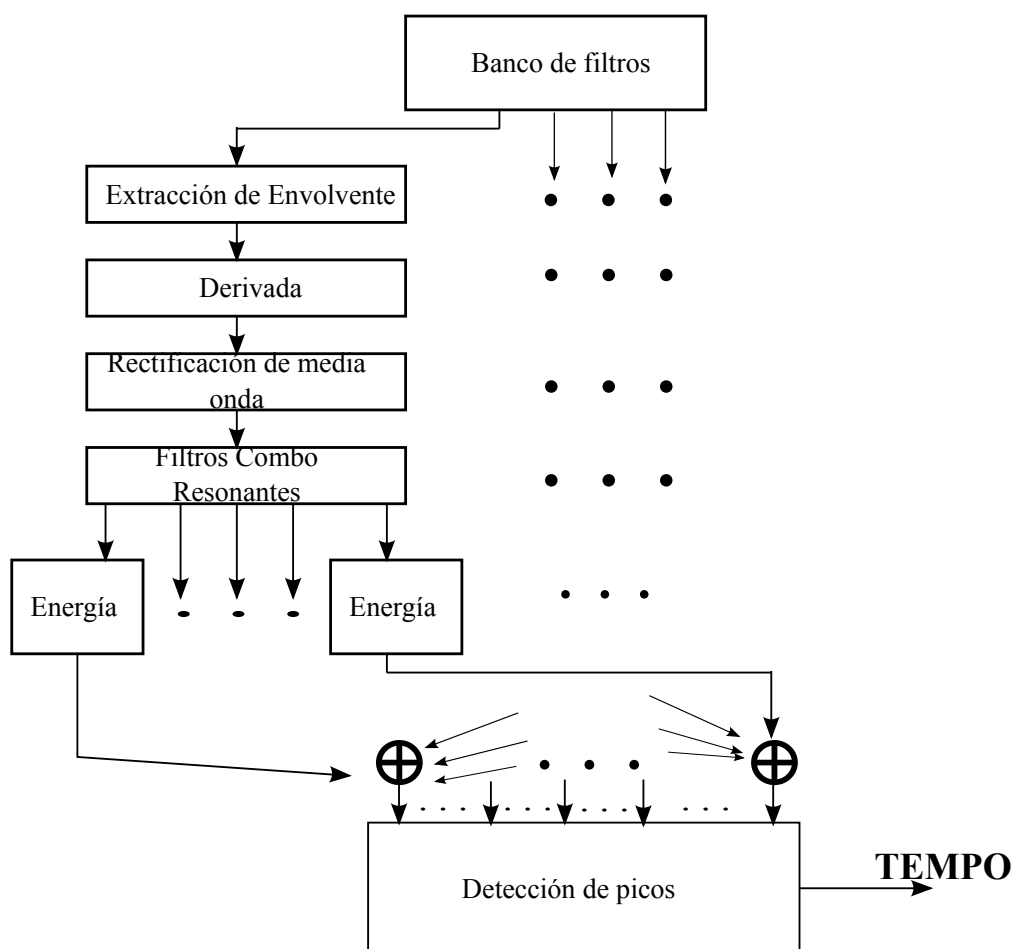 Banco de filtros
Extracción de Envolvente
Derivada
Rectificación de media
onda
Filtros Combo
Resonantes
Energía
Energía
Detección de picos
TEMPO